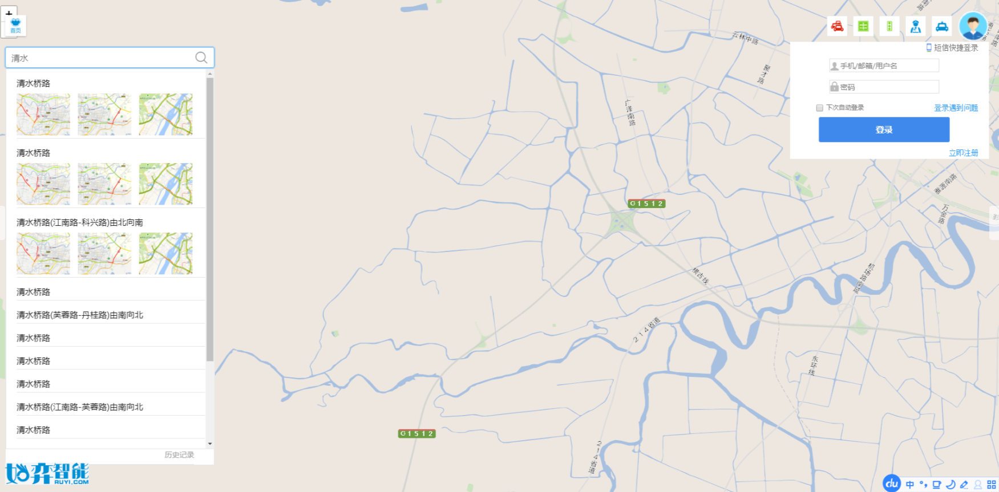 +
首页
清水
清水桥路
清水桥路
清水桥路(江南路-科兴路)由北向南
清水桥路
清水桥路(芙蓉路-丹桂路)由南向北
清水桥路
清水桥路
清水桥路
清水桥路(江南路-芙蓉路)由南向北
清水桥路
历史记录
妙弈智能
RUYI.COM
短信快捷登录
手机/邮箱/用户名
密码
下次自动登录
登录遇到问题
登录
立即注册
云林中路
聚才路
广泽南路
G1512
雅源南路
万金路
横古线
机场路南延
214省道
东环线
G1512
214省道
du 中